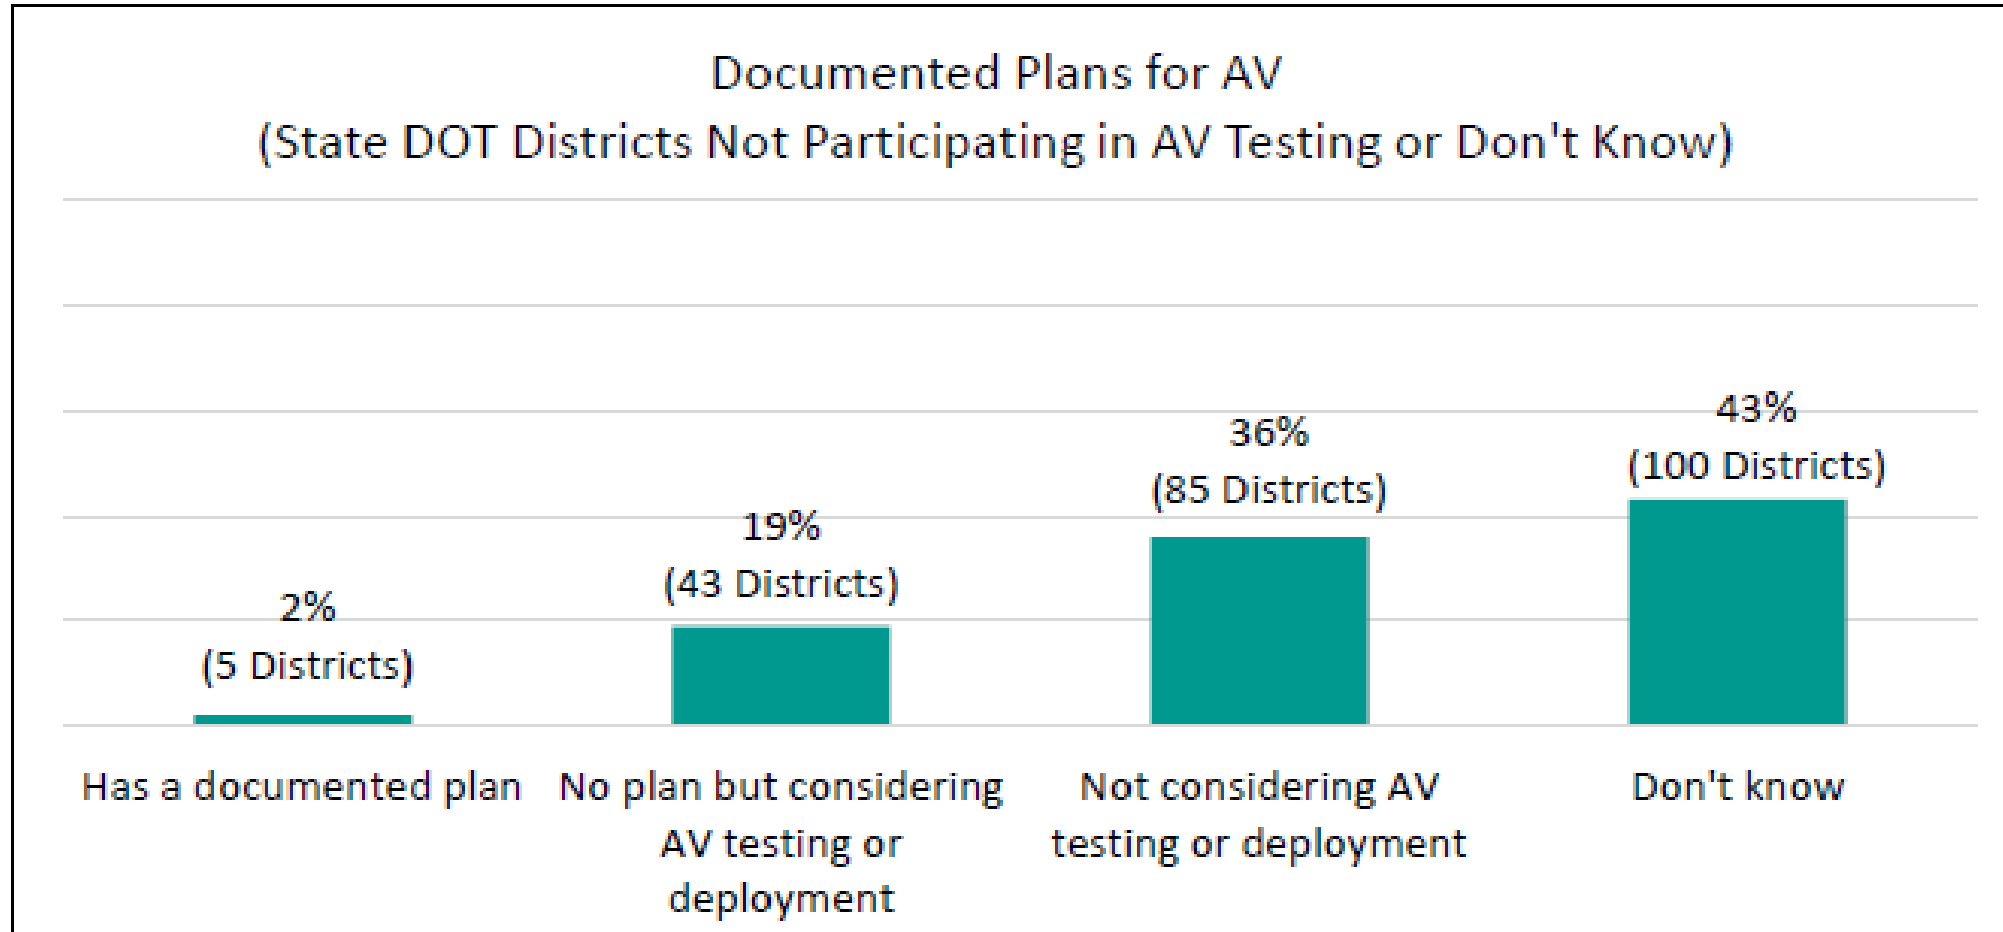 Documented Plans for AV
(State DOT Districts Not Participating in AV Testing or Don't Know)
2%
(5 Districts)
19%
(43 Districts)
36%
(85 Districts)
43%
(100 Districts)
Has a documented plan
No plan but considering
AV testing or
deployment
Not considering AV
testing or deployment
Don't know